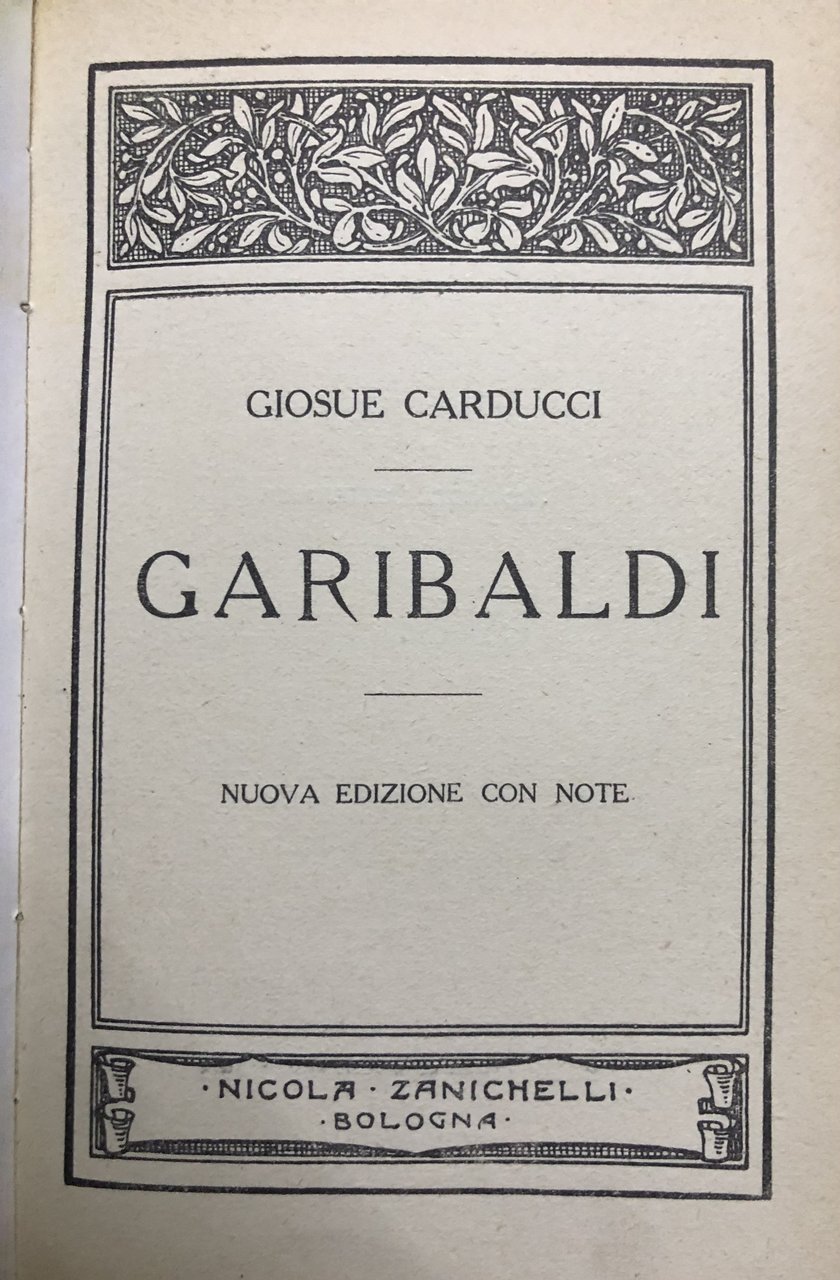 GIOSUE CARDUCCI
GARIBALDI
NUOVA EDIZIONE CON NOTE
·NICOLA · ZANICHELLI·
·BOLOGNA·